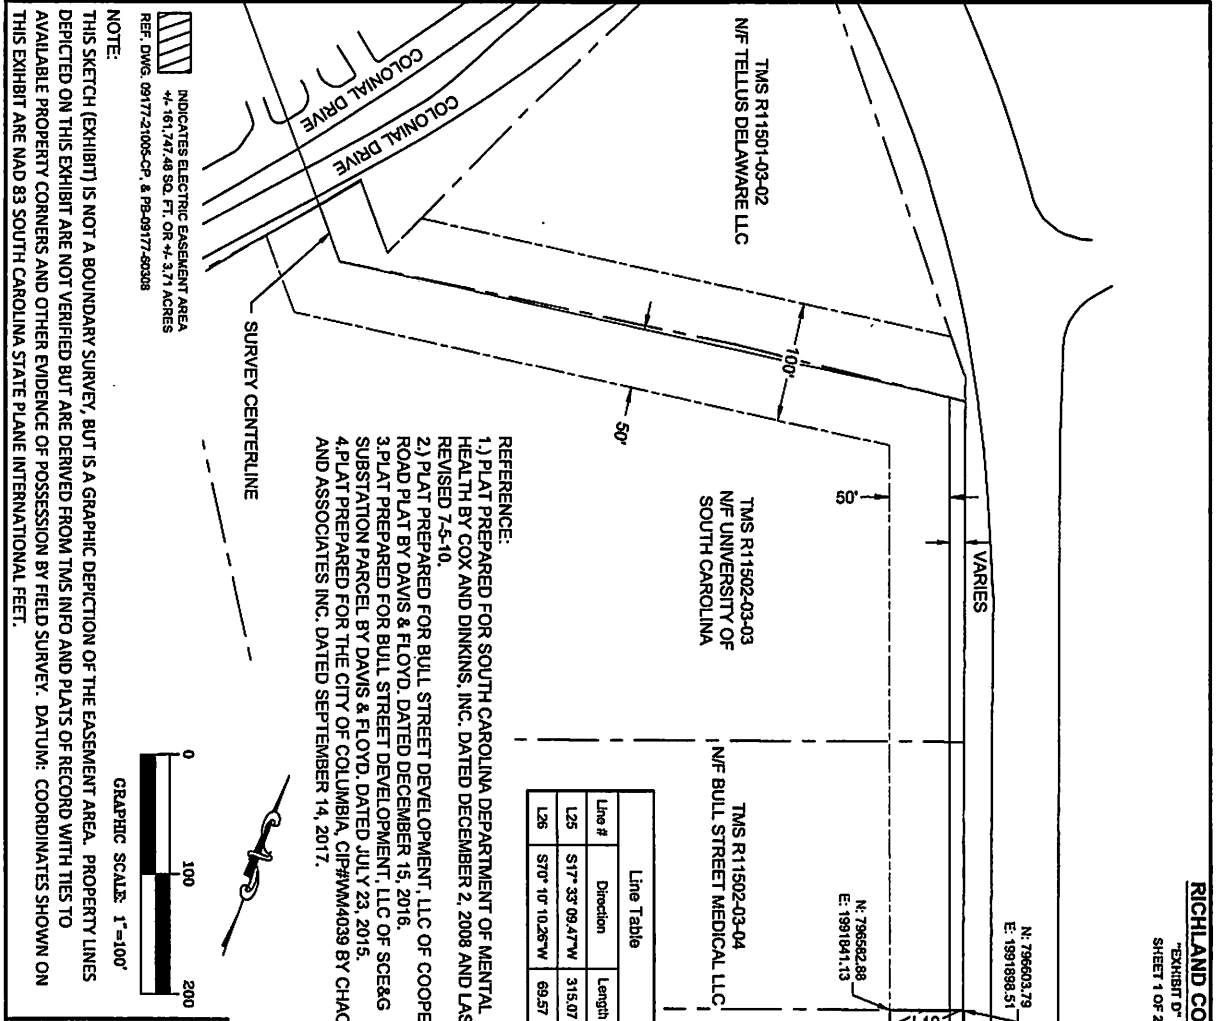 RICHLAND CO
"EXHIBIT D"
SHEET 1 OF 2
N: 796603.79
E: 1991898.51
N: 796582.88
E: 1991841.13
TMS R11501-03-02
N/F TELLUS DELAWARE LLC
VARIES
50'
TMS R11502-03-03
N/F UNIVERSITY OF
SOUTH CAROLINA
TMS R11502-03-04
N/F BULL STREET MEDICAL LLC
100'
50'
COLONIAL DRIVE
COLONIAL DRIVE
SURVEY CENTERLINE
Line Table
Line # Direction Length
L25 S17° 33' 09.47"W 315.07
L26 S70° 10' 10.26"W 69.57
REFERENCE:
1.) PLAT PREPARED FOR SOUTH CAROLINA DEPARTMENT OF MENTAL
HEALTH BY COX AND DINKINS, INC. DATED DECEMBER 2, 2008 AND LAS
REVISED 7-5-10.
2.) PLAT PREPARED FOR BULL STREET DEVELOPMENT, LLC OF COOPE
ROAD PLAT BY DAVIS & FLOYD. DATED DECEMBER 15, 2016.
3.PLAT PREPARED FOR BULL STREET DEVELOPMENT, LLC OF SCE&G
SUBSTATION PARCEL BY DAVIS & FLOYD. DATED JULY 23, 2015.
4.PLAT PREPARED FOR THE CITY OF COLUMBIA, CIP#WM4039 BY CHAO
AND ASSOCIATES INC. DATED SEPTEMBER 14, 2017.
INDICATES ELECTRIC EASEMENT AREA
+/- 161,747.48 SQ. FT. OR +/- 3.71 ACRES
REF. DWG. 09177-21005-CP, & PB-09177-60308
0 100 200
GRAPHIC SCALE: 1"=100'
NOTE:
THIS SKETCH (EXHIBIT) IS NOT A BOUNDARY SURVEY, BUT IS A GRAPHIC DEPICTION OF THE EASEMENT AREA. PROPERTY LINES
DEPICTED ON THIS EXHIBIT ARE NOT VERIFIED BUT ARE DERIVED FROM TMS INFO AND PLATS OF RECORD WITH TIES TO
AVAILABLE PROPERTY CORNERS AND OTHER EVIDENCE OF POSSESSION BY FIELD SURVEY. DATUM: COORDINATES SHOWN ON
THIS EXHIBIT ARE NAD 83 SOUTH CAROLINA STATE PLANE INTERNATIONAL FEET.